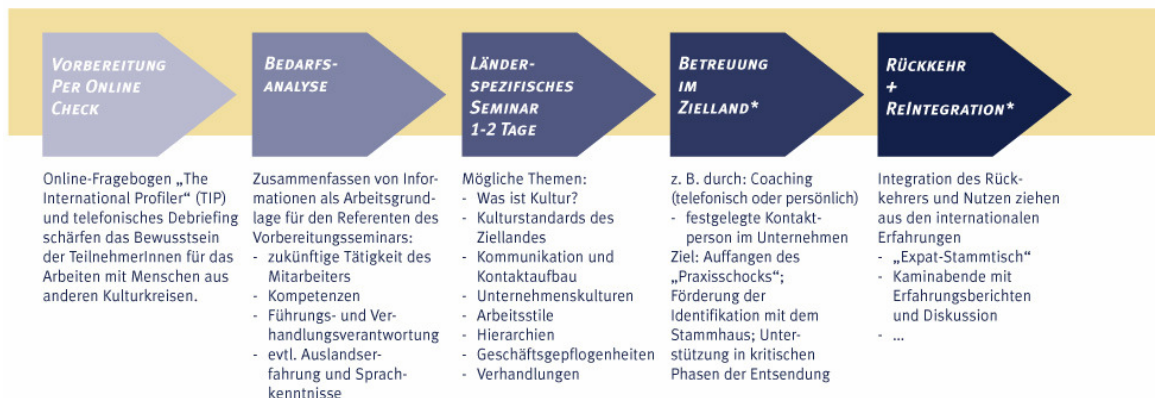 VORBEREITUNG
PER ONLINE
CHECK
Online-Fragebogen „The
International Profiler“ (TIP)
und telefonisches Debriefing
schärfen das Bewusstsein
der TeilnehmerInnen für das
Arbeiten mit Menschen aus
anderen Kulturkreisen.
BEDARFS-
ANALYSE
Zusammenfassen von Infor-
mationen als Arbeitsgrund-
lage für den Referenten des
Vorbereitungsseminars:
- zukünftige Tätigkeit des
Mitarbeiters
- Kompetenzen
- Führungs- und Ver-
handlungsverantwortung
- evtl. Auslandser-
fahrung und Sprach-
kenntnisse
LÄNDER-
SPEZIFISCHES
SEMINAR
1-2 TAGE
Mögliche Themen:
- Was ist Kultur?
- Kulturstandards des
Ziellandes
- Kommunikation und
Kontaktaufbau
- Unternehmenskulturen
- Arbeitsstile
- Hierarchien
- Geschäftsgepflogenheiten
- Verhandlungen
BETREUUNG
IM
ZIELLAND*
z. B. durch: Coaching
(telefonisch oder persönlich)
- festgelegte Kontakt-
person im Unternehmen
Ziel: Auffangen des
„Praxisschocks“;
Förderung der
Identifikation mit dem
Stammhaus; Unter-
stützung in kritischen
Phasen der Entsendung
RÜCKKEHR
+
REINTEGRATION*
Integration des Rück-
kehrers und Nutzen ziehen
aus den internationalen
Erfahrungen
- „Expat-Stammtisch“
- Kaminabende mit
Erfahrungsberichten
und Diskussion
- ...